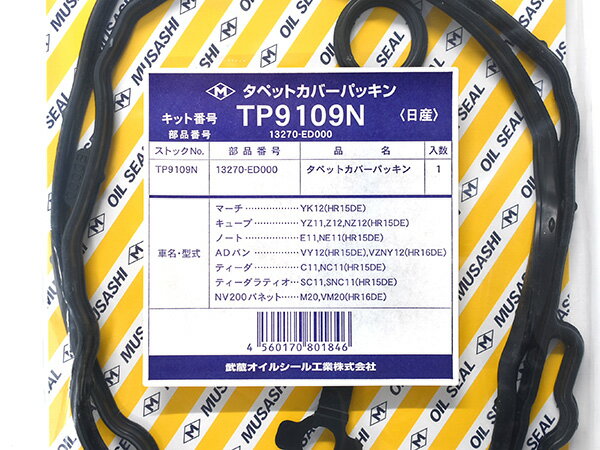 MUSASHI
OIL SEAL
タペットカバーパッキン
キット番号 TP9109N 〈日産〉
部品番号 13270-ED000
ストックNo. 部品番号 品名 入数
TP9109N 13270-ED000 タペットカバーパッキン 1
車名・型式
マーチ……………………YK12(HR15DE)
キューブ…………………YZ11,Z12,NZ12(HR15DE)
ノート……………………E11,NE11(HR15DE)
ADバン…………………VY12(HR15DE),VZNY12(HR16DE)
ティーダ…………………C11,NC11(HR15DE)
ティーダラティオ…SC11,SNC11(HR15DE)
NV200バネット……M20,VM20(HR16DE)
4 560170 801846
武蔵オイルシール工業株式会社